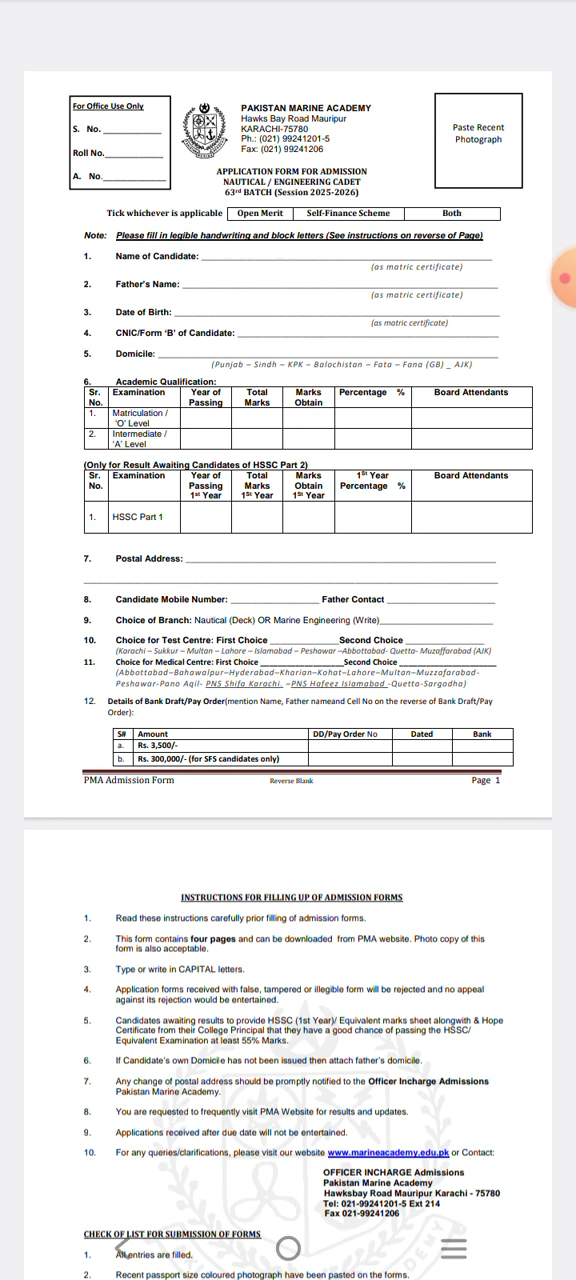 For Office Use Only
S. No. ____________
Roll No.____________
A. No.____________
PAKISTAN MARINE ACADEMY
Hawks Bay Road Mauripur
KARACHI-75780
Ph.: (021) 99241201-5
Fax: (021) 99241206
Paste Recent
Photograph
APPLICATION FORM FOR ADMISSION
NAUTICAL / ENGINEERING CADET
63rd BATCH (Session 2025-2026)
Tick whichever is applicable Open Merit Self-Finance Scheme Both
Note: Please fill in legible handwriting and block letters (See instructions on reverse of Page)
1. Name of Candidate: ____________
(as matric certificate)
2. Father's Name: ____________
(as matric certificate)
3. Date of Birth: ____________
(as matric certificate)
4. CNIC/Form 'B' of Candidate: ____________
5. Domicile: ____________
(Punjab – Sindh – KPK – Balochistan – Fata – Fana (GB) _ AJK)
6. Academic Qualification:
Sr. No. Examination Year of Passing Total Marks Marks Obtain Percentage % Board Attendants
1. Matriculation / 'O' Level
2. Intermediate / 'A' Level
(Only for Result Awaiting Candidates of HSSC Part 2)
Sr. No. Examination Year of Passing 1st Year Total Marks 1St Year Marks Obtain 1St Year 1St Year Percentage % Board Attendants
1. HSSC Part 1
7. Postal Address: ____________
____________
8. Candidate Mobile Number: ____________ Father Contact ____________
9. Choice of Branch: Nautical (Deck) OR Marine Engineering (Write)____________
10. Choice for Test Centre: First Choice ____________Second Choice ____________
(Karachi – Sukkur – Multan – Lahore – Islamabad – Peshawar –Abbottabad- Quetta- Muzaffarabad (AJK)
11. Choice for Medical Centre: First Choice ____________Second Choice ____________
(Abbottabad–Bahawalpur–Hyderabad–Kharian–Kohat–Lahore–Multan–Muzzafarabad-
Peshawar-Pano Aqil- PNS Shifa Karachi. –PNS Hafeez Islamabad -Quetta-Sargodha)
12. Details of Bank Draft/Pay Order(mention Name, Father nameand Cell No on the reverse of Bank Draft/Pay
Order):
S# Amount DD/Pay Order No Dated Bank
a. Rs. 3,500/-
b. Rs. 300,000/- (for SFS candidates only)
PMA Admission Form Reverse Blank Page 1
INSTRUCTIONS FOR FILLING UP OF ADMISSION FORMS
1. Read these instructions carefully prior filling of admission forms.
2. This form contains four pages and can be downloaded from PMA website. Photo copy of this
form is also acceptable.
3. Type or write in CAPITAL letters.
4. Application forms received with false, tampered or illegible form will be rejected and no appeal
against its rejection would be entertained.
5. Candidates awaiting results to provide HSSC (1st Year)/ Equivalent marks sheet alongwith & Hope
Certificate from their College Principal that they have a good chance of passing the HSSC/
Equivalent Examination at least 55% Marks.
6. If Candidate's own Domicile has not been issued then attach father's domicile.
7. Any change of postal address should be promptly notified to the Officer Incharge Admissions
Pakistan Marine Academy.
8. You are requested to frequently visit PMA Website for results and updates.
9. Applications received after due date will not be entertained.
10. For any queries/clarifications, please visit our website www.marineacademy.edu.pk or Contact:
OFFICER INCHARGE Admissions
Pakistan Marine Academy
Hawksbay Road Mauripur Karachi - 75780
Tel: 021-99241201-5 Ext 214
Fax 021-99241206
CHECK OF LIST FOR SUBMISSION OF FORMS
1. All entries are filled.
2. Recent passport size coloured photograph have been pasted on the forms.